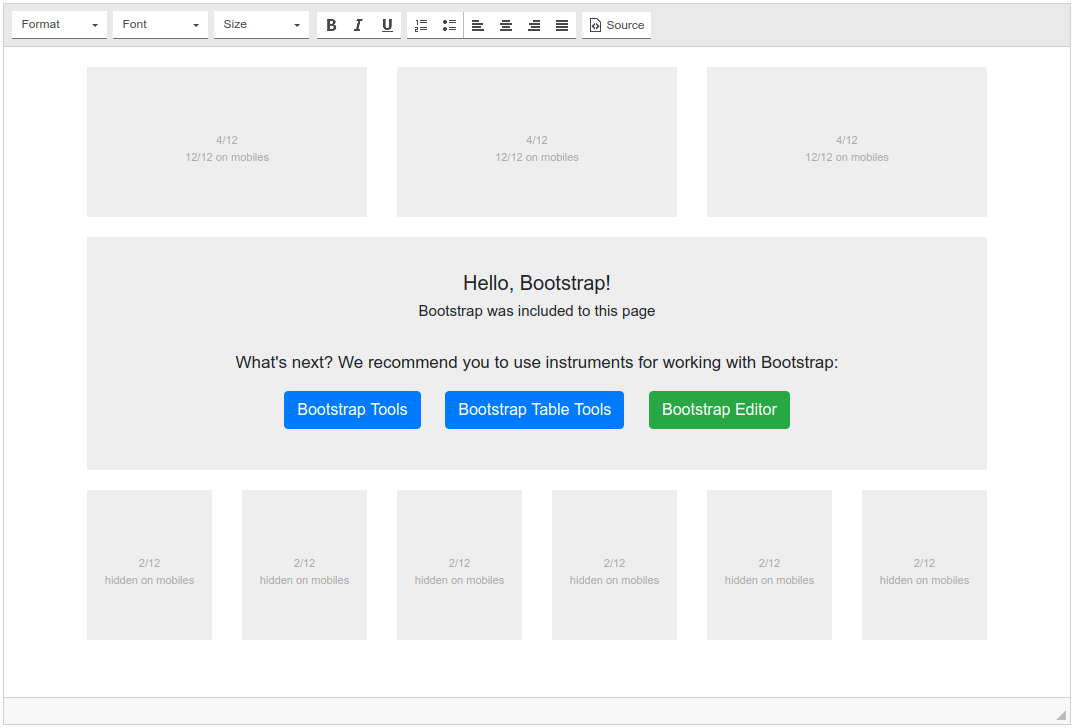 Format Font Size B I U Source
4/12 4/12 4/12
12/12 on mobiles 12/12 on mobiles 12/12 on mobiles
Hello, Bootstrap!
Bootstrap was included to this page
What's next? We recommend you to use instruments for working with Bootstrap:
Bootstrap Tools Bootstrap Table Tools Bootstrap Editor
2/12 2/12 2/12 2/12 2/12 2/12
hidden on mobiles hidden on mobiles hidden on mobiles hidden on mobiles hidden on mobiles hidden on mobiles